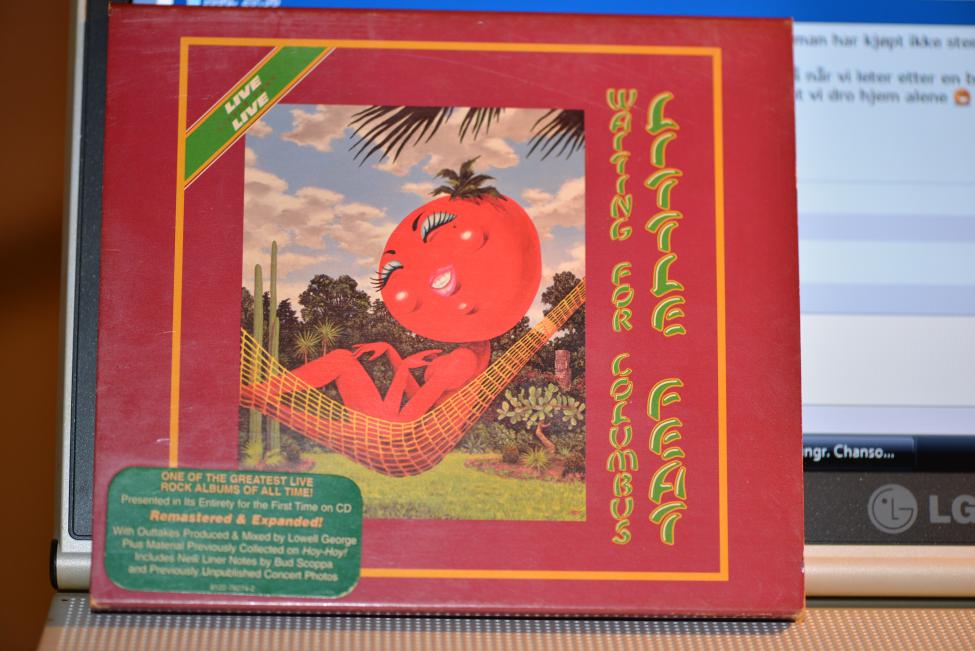 LIVE
LIVE
WAITING FOR COLUMBUS
LITTLE FEAT
ONE OF THE GREATEST LIVE
ROCK ALBUMS OF ALL TIME!
Presented in Its Entirety for the First Time on CD
Remastered & Expanded!
With Outtakes Produced & Mixed by Lowell George
Plus Material Previously Collected on Hoy-Hoy!
Includes Neill Liner Notes by Bud Scoppa
and Previously Unpublished Concert Photos
man har kjøpt ikke
når vi leter etter en
vi dro hjem alene
ngr. Chanso...
LG